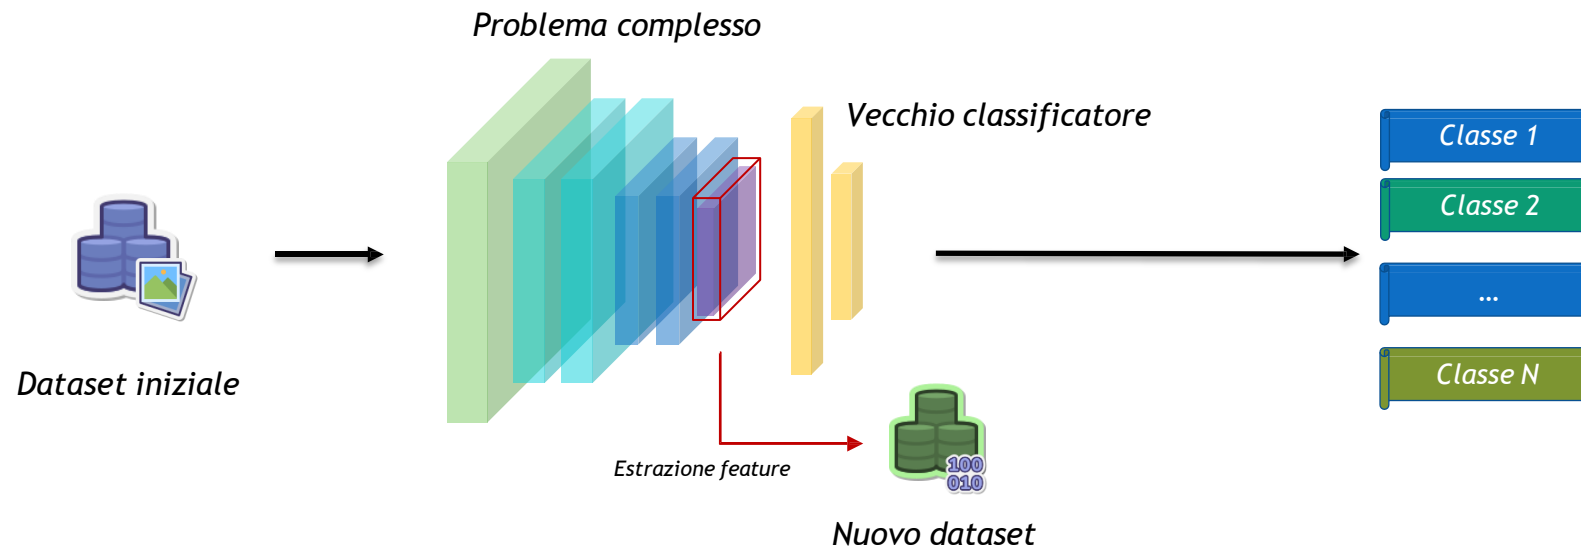 Problema complesso
Vecchio classificatore
Classe 1
Classe 2
...
Classe N
Dataset iniziale
Estrazione feature
100
010
Nuovo dataset